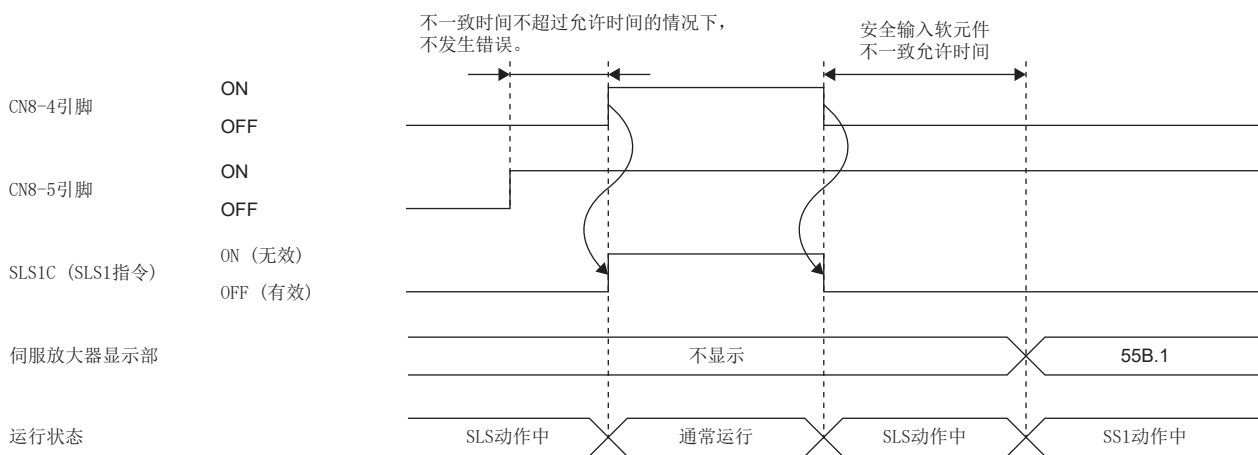 不一致时间不超过允许时间的情况下，
不发生错误。
安全输入软元件
不一致允许时间
CN8-4引脚
ON
OFF
CN8-5引脚
ON
OFF
SLS1C (SLS1指令)
ON (无效)
OFF (有效)
伺服放大器显示部
不显示
55B.1
运行状态
SLS动作中
通常运行
SLS动作中
SS1动作中